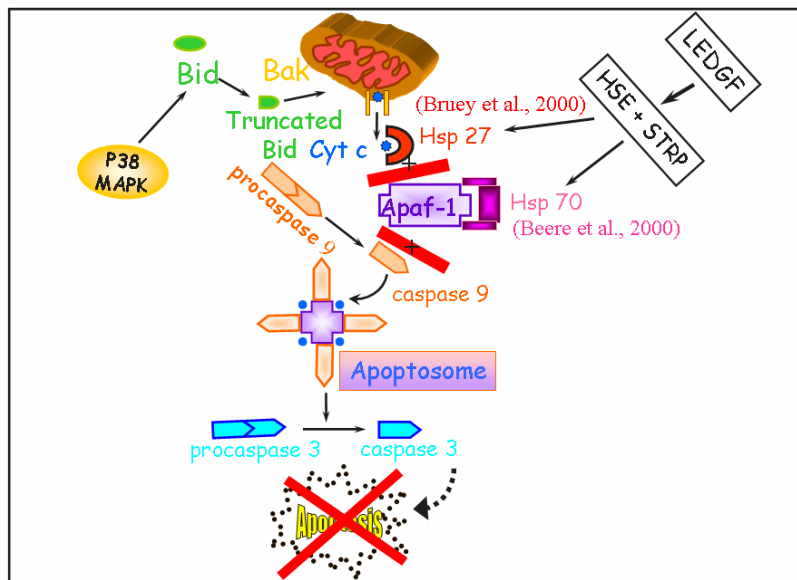 LEDGF
HSE + STRP
Bid
Bak
(Bruey et al., 2000)
Truncated
Bid
Cyt c
Hsp 27
+
P38
MAPK
procaspase 9
Apaf-1
Hsp 70
(Beere et al., 2000)
+
caspase 9
Apoptosome
procaspase 3
caspase 3
Apoptosis